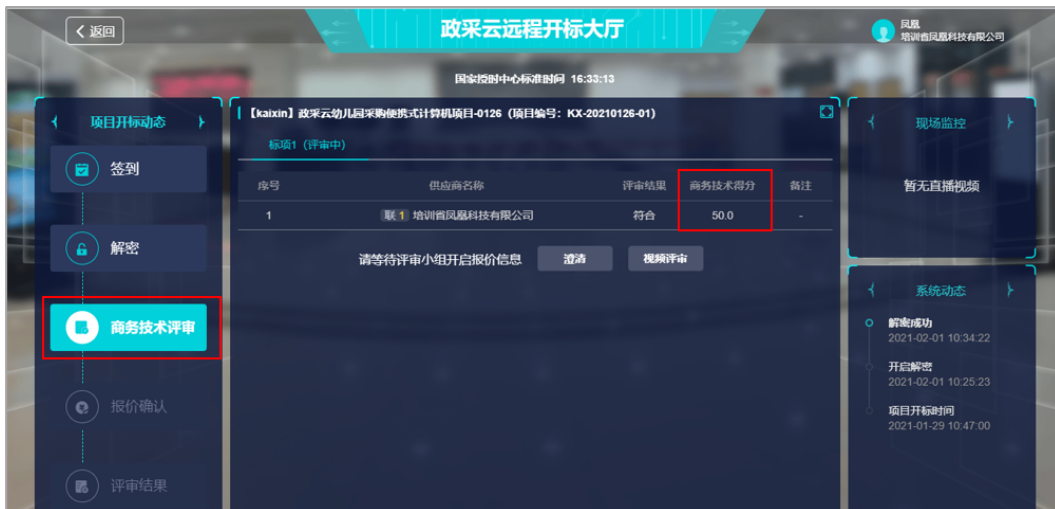 返回
政采云远程开标大厅
凤凰
培训省凤凰科技有限公司
国家授时中心标准时间 16:33:13
项目开标动态
签到
解密
商务技术评审
报价确认
评审结果
【kaixin】政采云幼儿园采购便携式计算机项目-0126（项目编号：KX-20210126-01）
标项1（评审中）
序号 供应商名称 评审结果 商务技术得分 备注
1 联 1 培训省凤凰科技有限公司 符合 50.0 -
请等待评审小组开启报价信息 澄清 视频评审
现场监控
暂无直播视频
系统动态
解密成功
2021-02-01 10:34:22
开启解密
2021-02-01 10:25:23
项目开标时间
2021-01-29 10:47:00